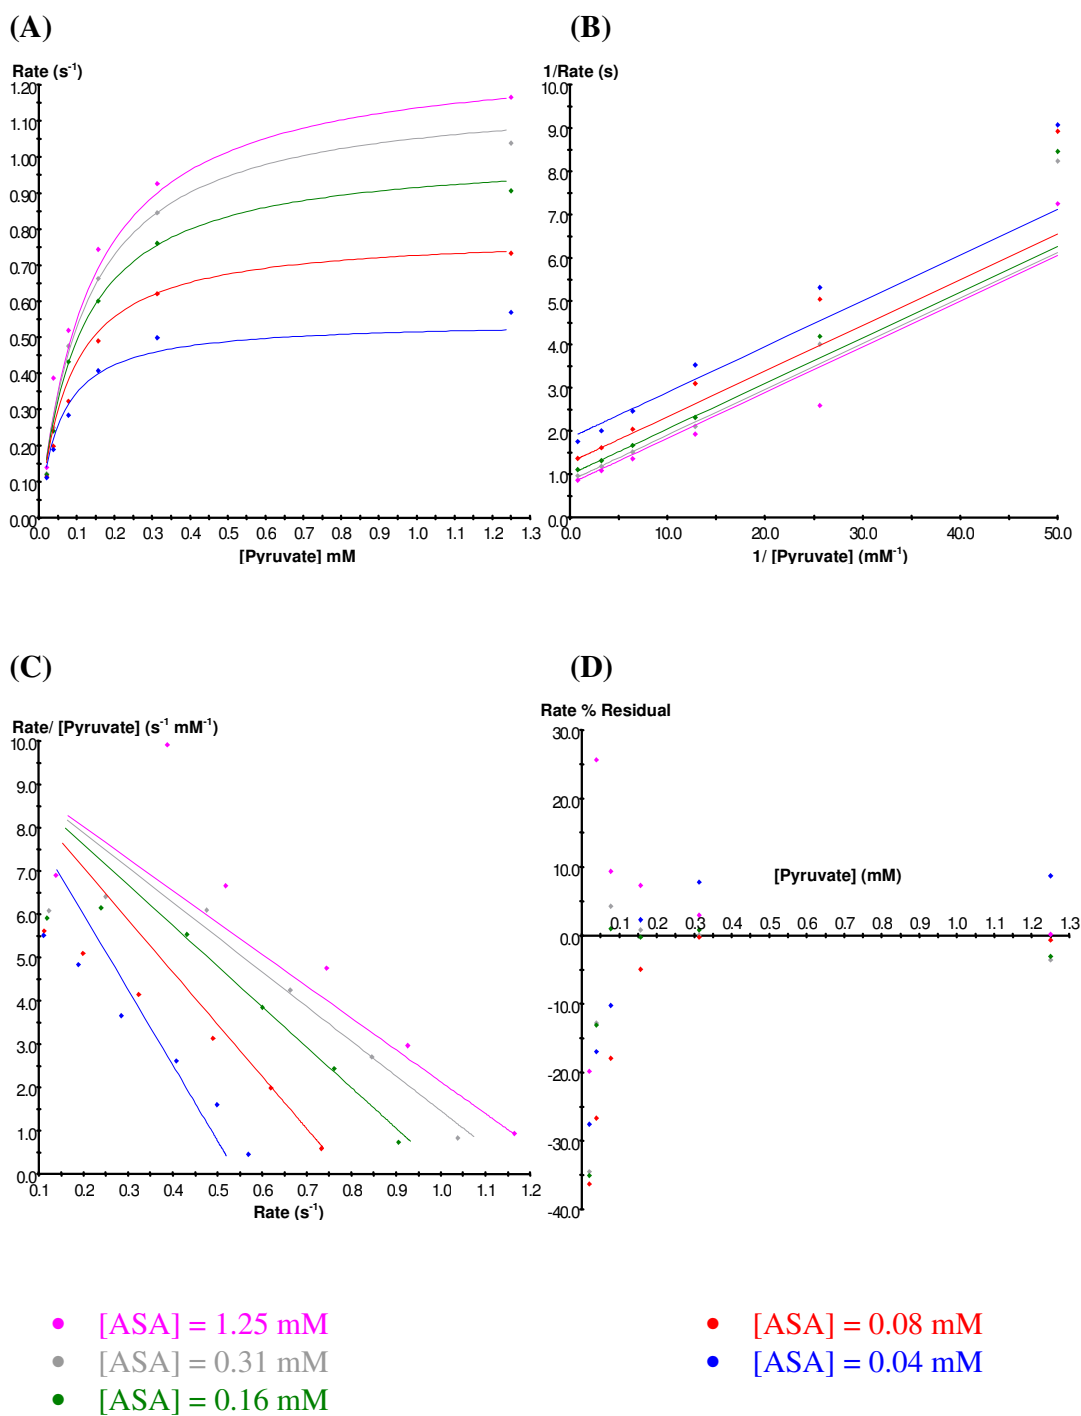 (A)
Rate (s⁻¹)
1.20
1.10
1.00
0.90
0.80
0.70
0.60
0.50
0.40
0.30
0.20
0.10
0.00
0.0 0.1 0.2 0.3 0.4 0.5 0.6 0.7 0.8 0.9 1.0 1.1 1.2 1.3
[Pyruvate] mM
(B)
1/Rate (s)
10.0
9.0
8.0
7.0
6.0
5.0
4.0
3.0
2.0
1.0
0.0
0.0 10.0 20.0 30.0 40.0 50.0
1/ [Pyruvate] (mM⁻¹)
(C)
Rate/ [Pyruvate] (s⁻¹ mM⁻¹)
10.0
9.0
8.0
7.0
6.0
5.0
4.0
3.0
2.0
1.0
0.0
0.1 0.2 0.3 0.4 0.5 0.6 0.7 0.8 0.9 1.0 1.1 1.2
Rate (s⁻¹)
(D)
Rate % Residual
30.0
20.0
10.0
[Pyruvate] (mM)
0.1 0.2 0.3 0.4 0.5 0.6 0.7 0.8 0.9 1.0 1.1 1.2 1.3
0.0
-10.0
-20.0
-30.0
-40.0
[ASA] = 1.25 mM
[ASA] = 0.31 mM
[ASA] = 0.16 mM
[ASA] = 0.08 mM
[ASA] = 0.04 mM